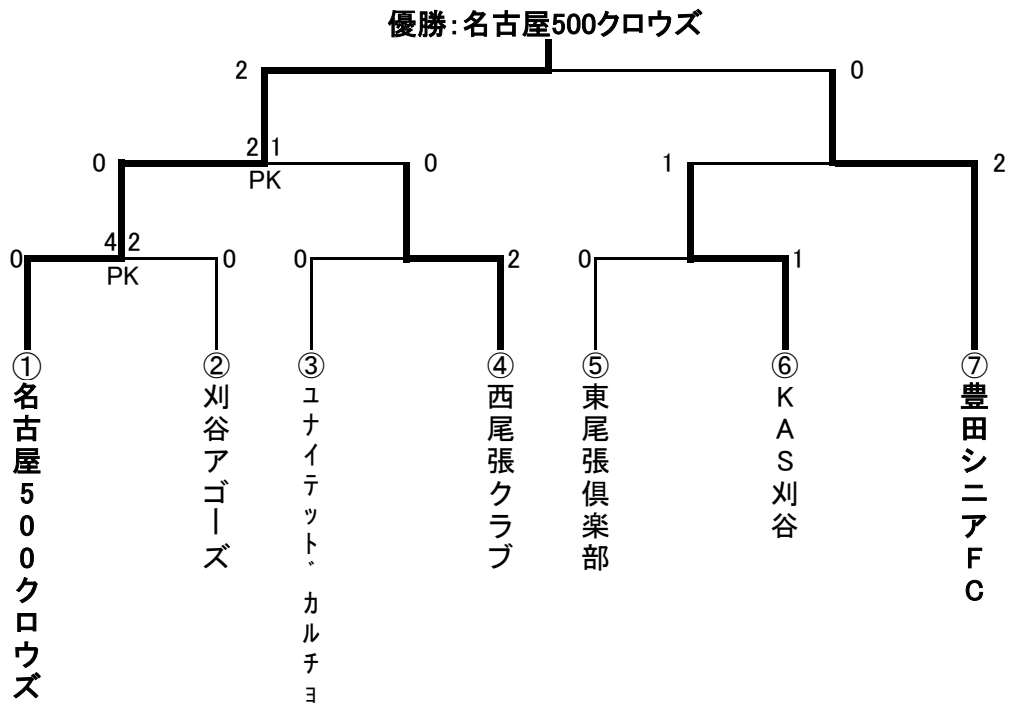 優勝：名古屋500クロウズ
2
0
0
2 1
PK
0
1
2
0
4 2
PK
0
0
2
0
1
①名古屋500クロウズ
②刈谷アゴーズ
③ユナイテッド カルチョ
④西尾張クラブ
⑤東尾張倶楽部
⑥KAS刈谷
⑦豊田シニアFC